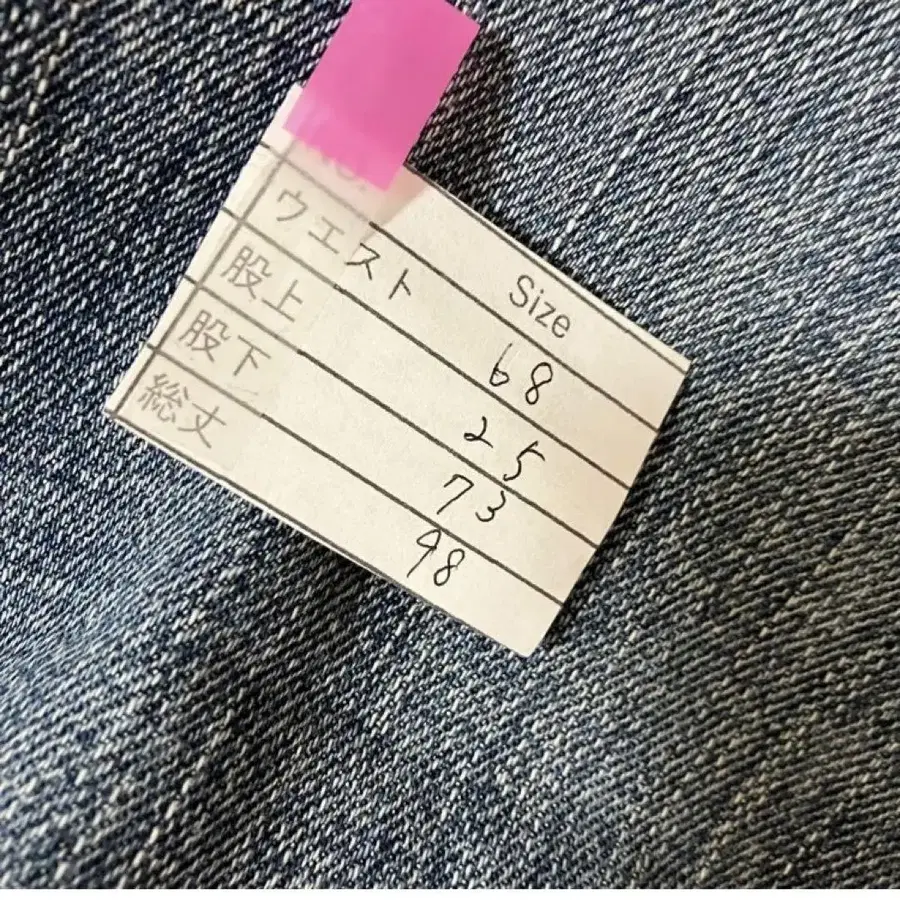 Size
ウエスト 68
股上 25
股下 73
総丈 98